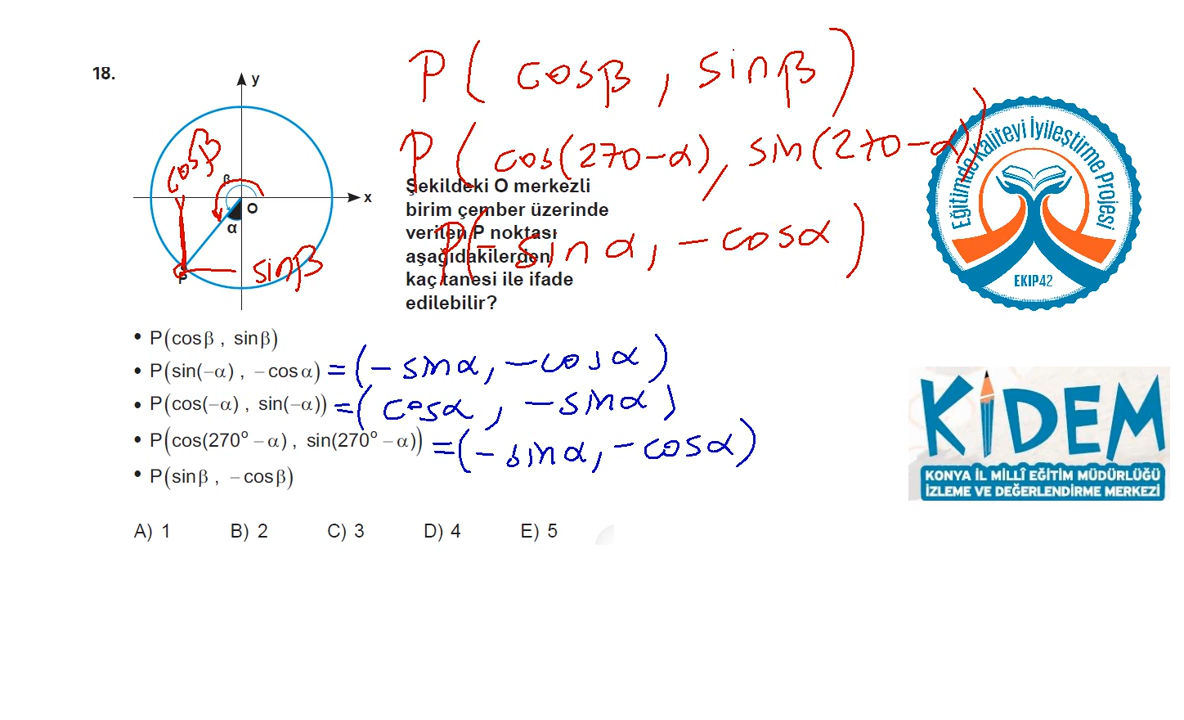 18.
y
x
O
β
α
P
cosβ
sinβ
P( cosβ , sinβ )
P( cos(270-α), sin(270-α))
P(-sinα, -cosα)
Şekildeki O merkezli
birim çember üzerinde
verilen P noktası
aşağıdakilerden
kaç tanesi ile ifade
edilebilir?
• P(cosβ , sinβ)
• P(sin(−α) , −cosα) =(-sinα, -cosα)
• P(cos(−α) , sin(−α)) =(cosα, -sinα)
• P(cos(270° − α) , sin(270° − α)) =(-sinα, -cosα)
• P(sinβ , −cosβ)
A) 1 B) 2 C) 3 D) 4 E) 5
Eğitimde Kaliteyi İyileştirme Projesi
EKIP42
KiDEM
KONYA İL MİLLÎ EĞİTİM MÜDÜRLÜĞÜ
İZLEME VE DEĞERLENDİRME MERKEZİ